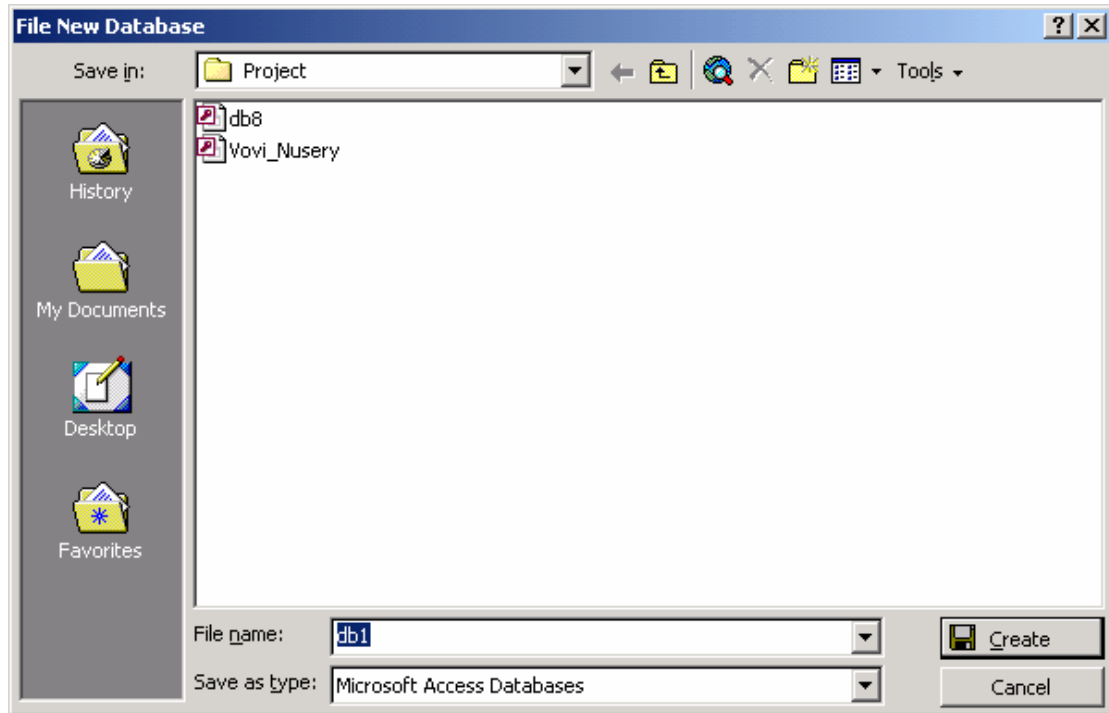 File New Database
Save in:
Project
Tools
History
My Documents
Desktop
Favorites
db8
Vovi_Nusery
File name:
db1
Create
Save as type:
Microsoft Access Databases
Cancel